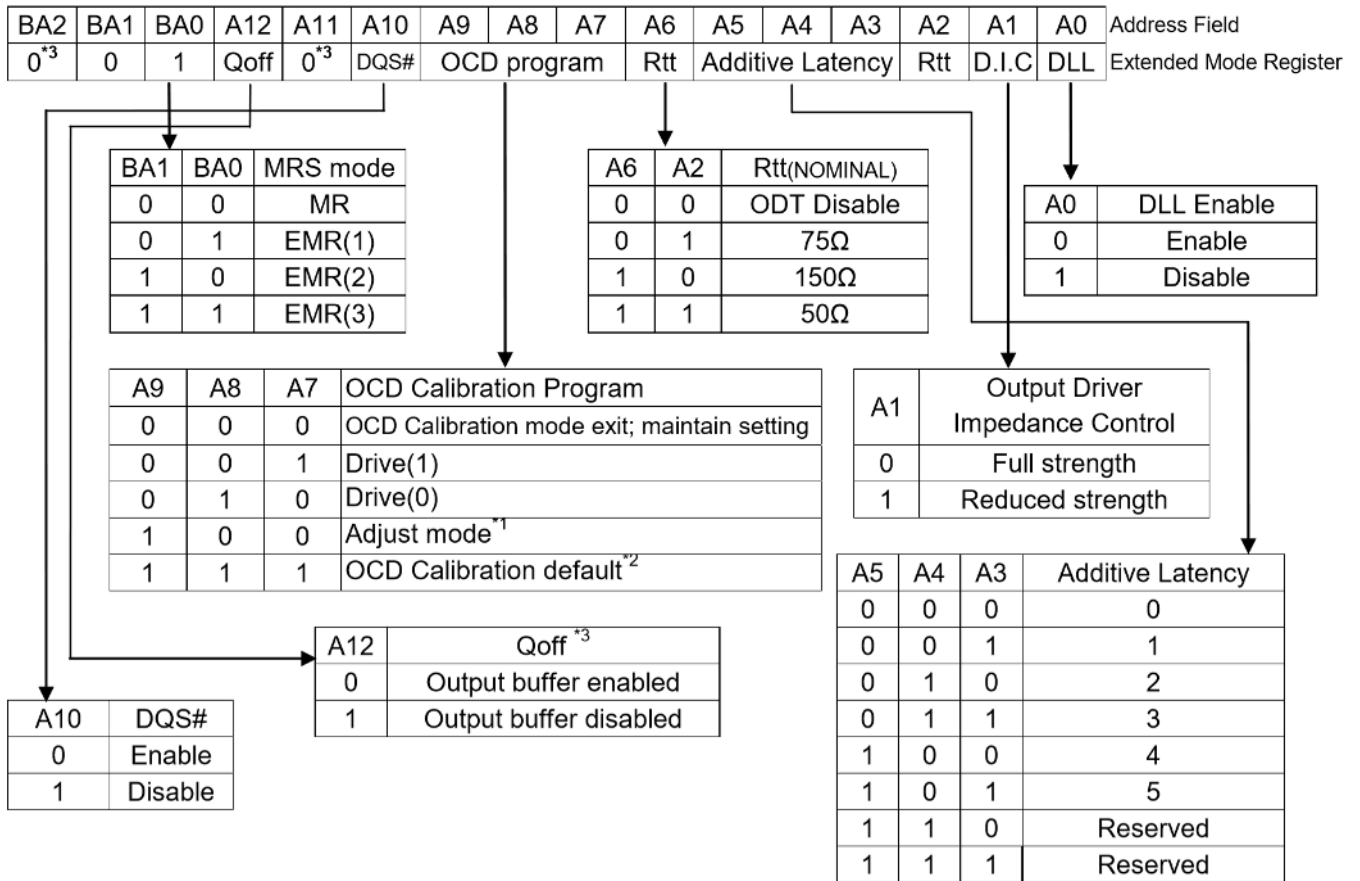 BA2 BA1 BA0 A12 A11 A10 A9 A8 A7 A6 A5 A4 A3 A2 A1 A0 Address Field
0*3 0 1 Qoff 0*3 DQS# OCD program Rtt Additive Latency Rtt D.I.C DLL Extended Mode Register
BA1 BA0 MRS mode
0 0 MR
0 1 EMR(1)
1 0 EMR(2)
1 1 EMR(3)
A6 A2 Rtt(NOMINAL)
0 0 ODT Disable
0 1 75Ω
1 0 150Ω
1 1 50Ω
A0 DLL Enable
0 Enable
1 Disable
A9 A8 A7 OCD Calibration Program
0 0 0 OCD Calibration mode exit; maintain setting
0 0 1 Drive(1)
0 1 0 Drive(0)
1 0 0 Adjust mode*1
1 1 1 OCD Calibration default*2
A1 Output Driver
Impedance Control
0 Full strength
1 Reduced strength
A12 Qoff *3
0 Output buffer enabled
1 Output buffer disabled
A10 DQS#
0 Enable
1 Disable
A5 A4 A3 Additive Latency
0 0 0 0
0 0 1 1
0 1 0 2
0 1 1 3
1 0 0 4
1 0 1 5
1 1 0 Reserved
1 1 1 Reserved